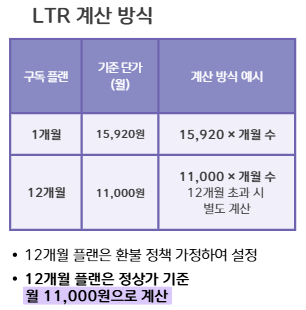 LTR 계산 방식
구독 플랜
기준 단가
(월)
계산 방식 예시
1개월
15,920원
15,920 × 개월 수
12개월
11,000원
11,000 × 개월 수
12개월 초과 시
별도 계산
• 12개월 플랜은 환불 정책 가정하여 설정
• 12개월 플랜은 정상가 기준
월 11,000원으로 계산